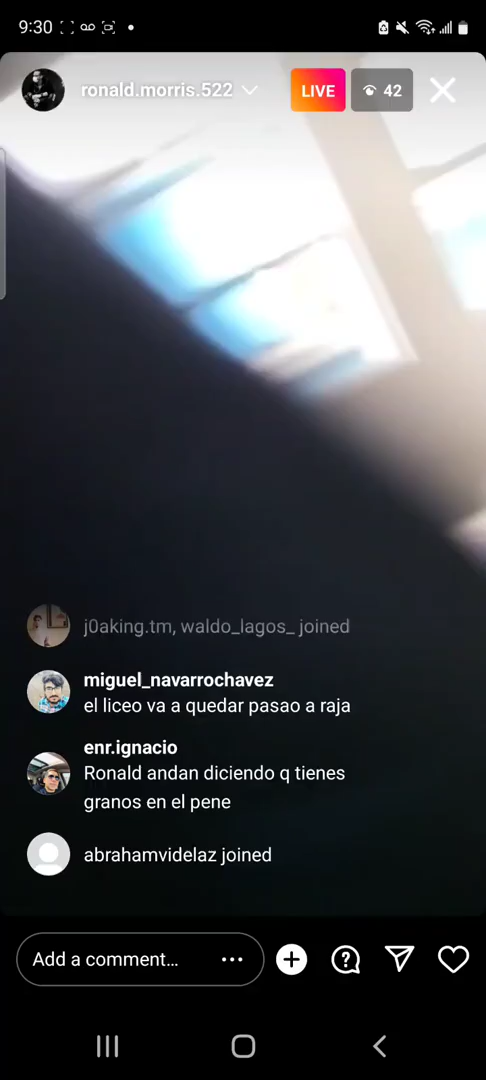 9:30
ronald.morris.522
LIVE
42
j0aking.tm, waldo_lagos_ joined
miguel_navarrochavez
el liceo va a quedar pasao a raja
enr.ignacio
Ronald andan diciendo q tienes
granos en el pene
abrahamvidelaz joined
Add a comment...